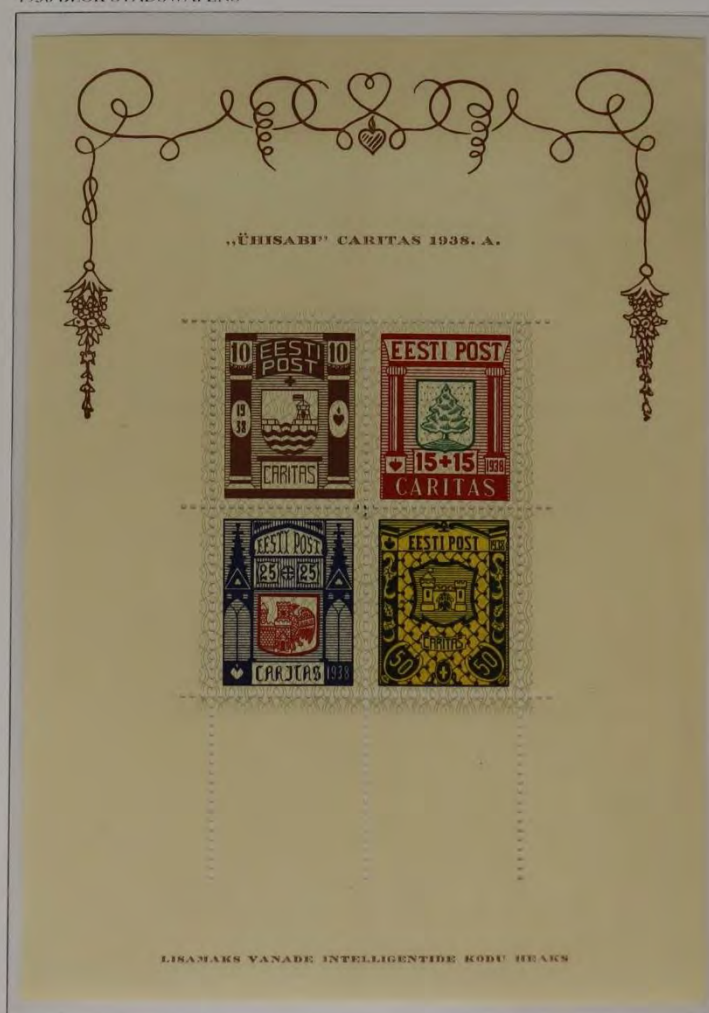 „ÜHISABI” CARITAS 1938. A.
10 EESTI POST 10
19 38
CARITAS
EESTI POST
15+15 1938
CARITAS
EESTI POST
25 25
CARITAS 1938
EESTI POST 1938
CARITAS
50 50
LISAMAKS VANADE INTELLIGENTIDE KODU HEAKS